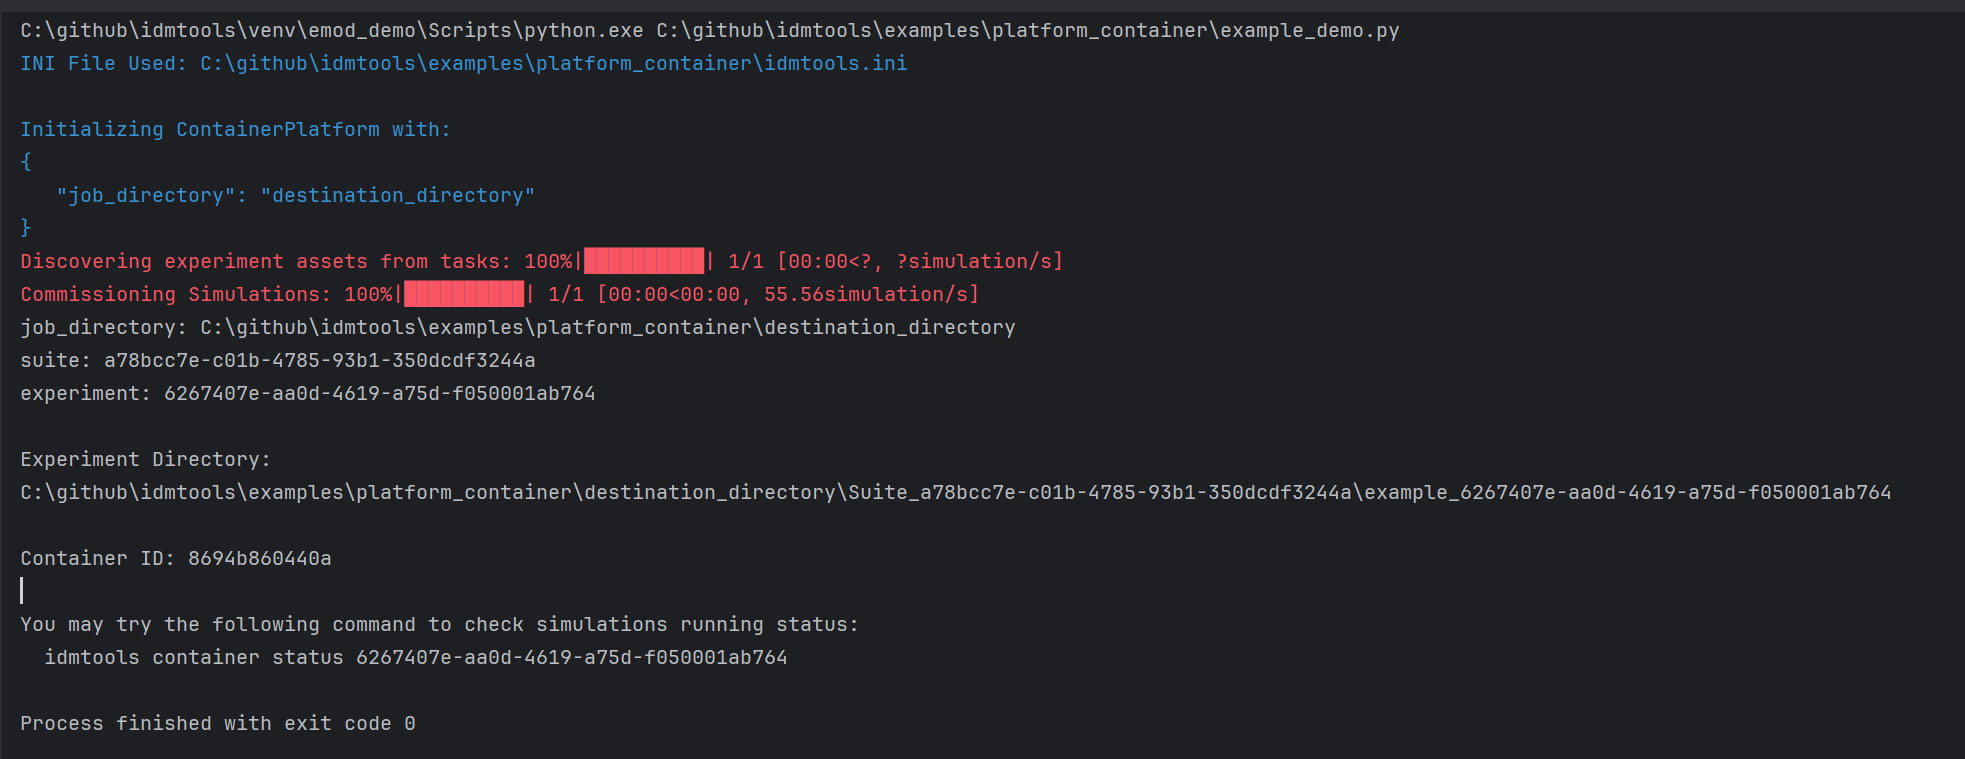 C:\github\idmtools\venv\emod_demo\Scripts\python.exe C:\github\idmtools\examples\platform_container\example_demo.py
INI File Used: C:\github\idmtools\examples\platform_container\idmtools.ini
Initializing ContainerPlatform with:
{
   "job_directory": "destination_directory"
}
Discovering experiment assets from tasks: 100%|██████████| 1/1 [00:00<?, ?simulation/s]
Commissioning Simulations: 100%|██████████| 1/1 [00:00<00:00, 55.56simulation/s]
job_directory: C:\github\idmtools\examples\platform_container\destination_directory
suite: a78bcc7e-c01b-4785-93b1-350dcdf3244a
experiment: 6267407e-aa0d-4619-a75d-f050001ab764
Experiment Directory:
C:\github\idmtools\examples\platform_container\destination_directory\Suite_a78bcc7e-c01b-4785-93b1-350dcdf3244a\example_6267407e-aa0d-4619-a75d-f050001ab764
Container ID: 8694b860440a
You may try the following command to check simulations running status:
  idmtools container status 6267407e-aa0d-4619-a75d-f050001ab764
Process finished with exit code 0